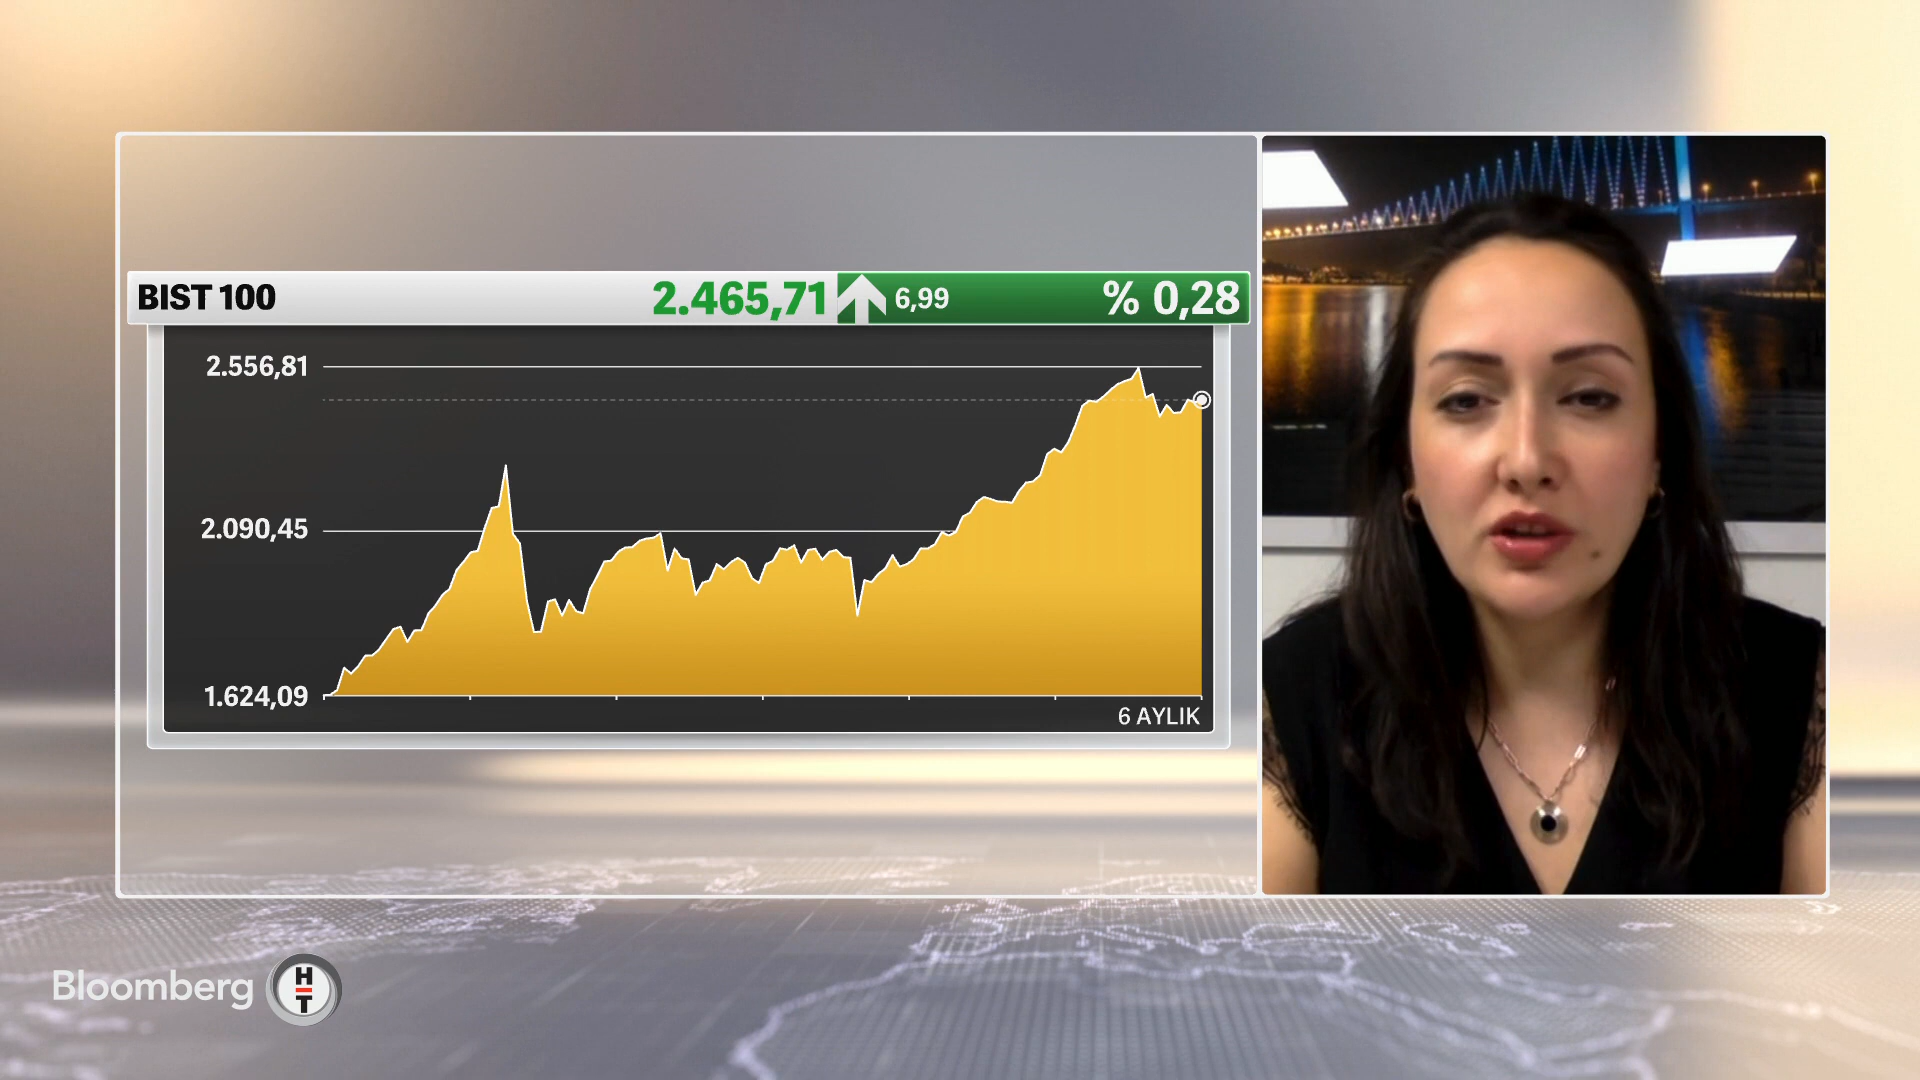 BIST 100 2.465,71 6,99 % 0,28
2.556,81
2.090,45
1.624,09
6 AYLIK
Bloomberg HT